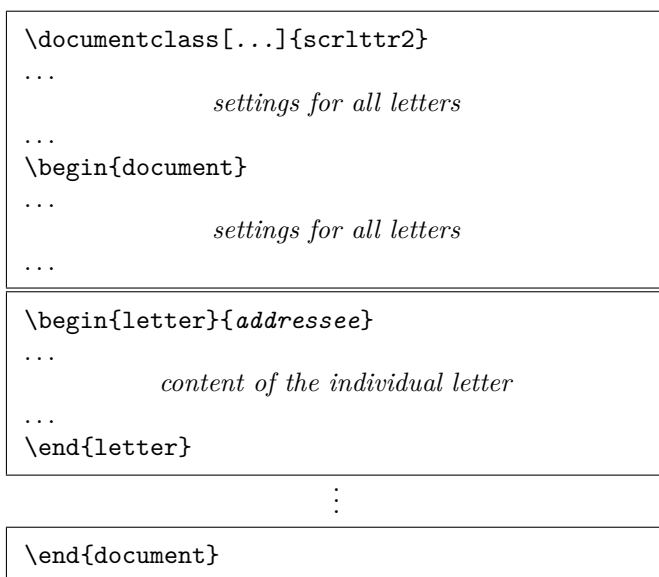 \documentclass[...]{scrlttr2}
...
settings for all letters
...
\begin{document}
...
settings for all letters
...
\begin{letter}{addressee}
...
content of the individual letter
...
\end{letter}
⋮
\end{document}